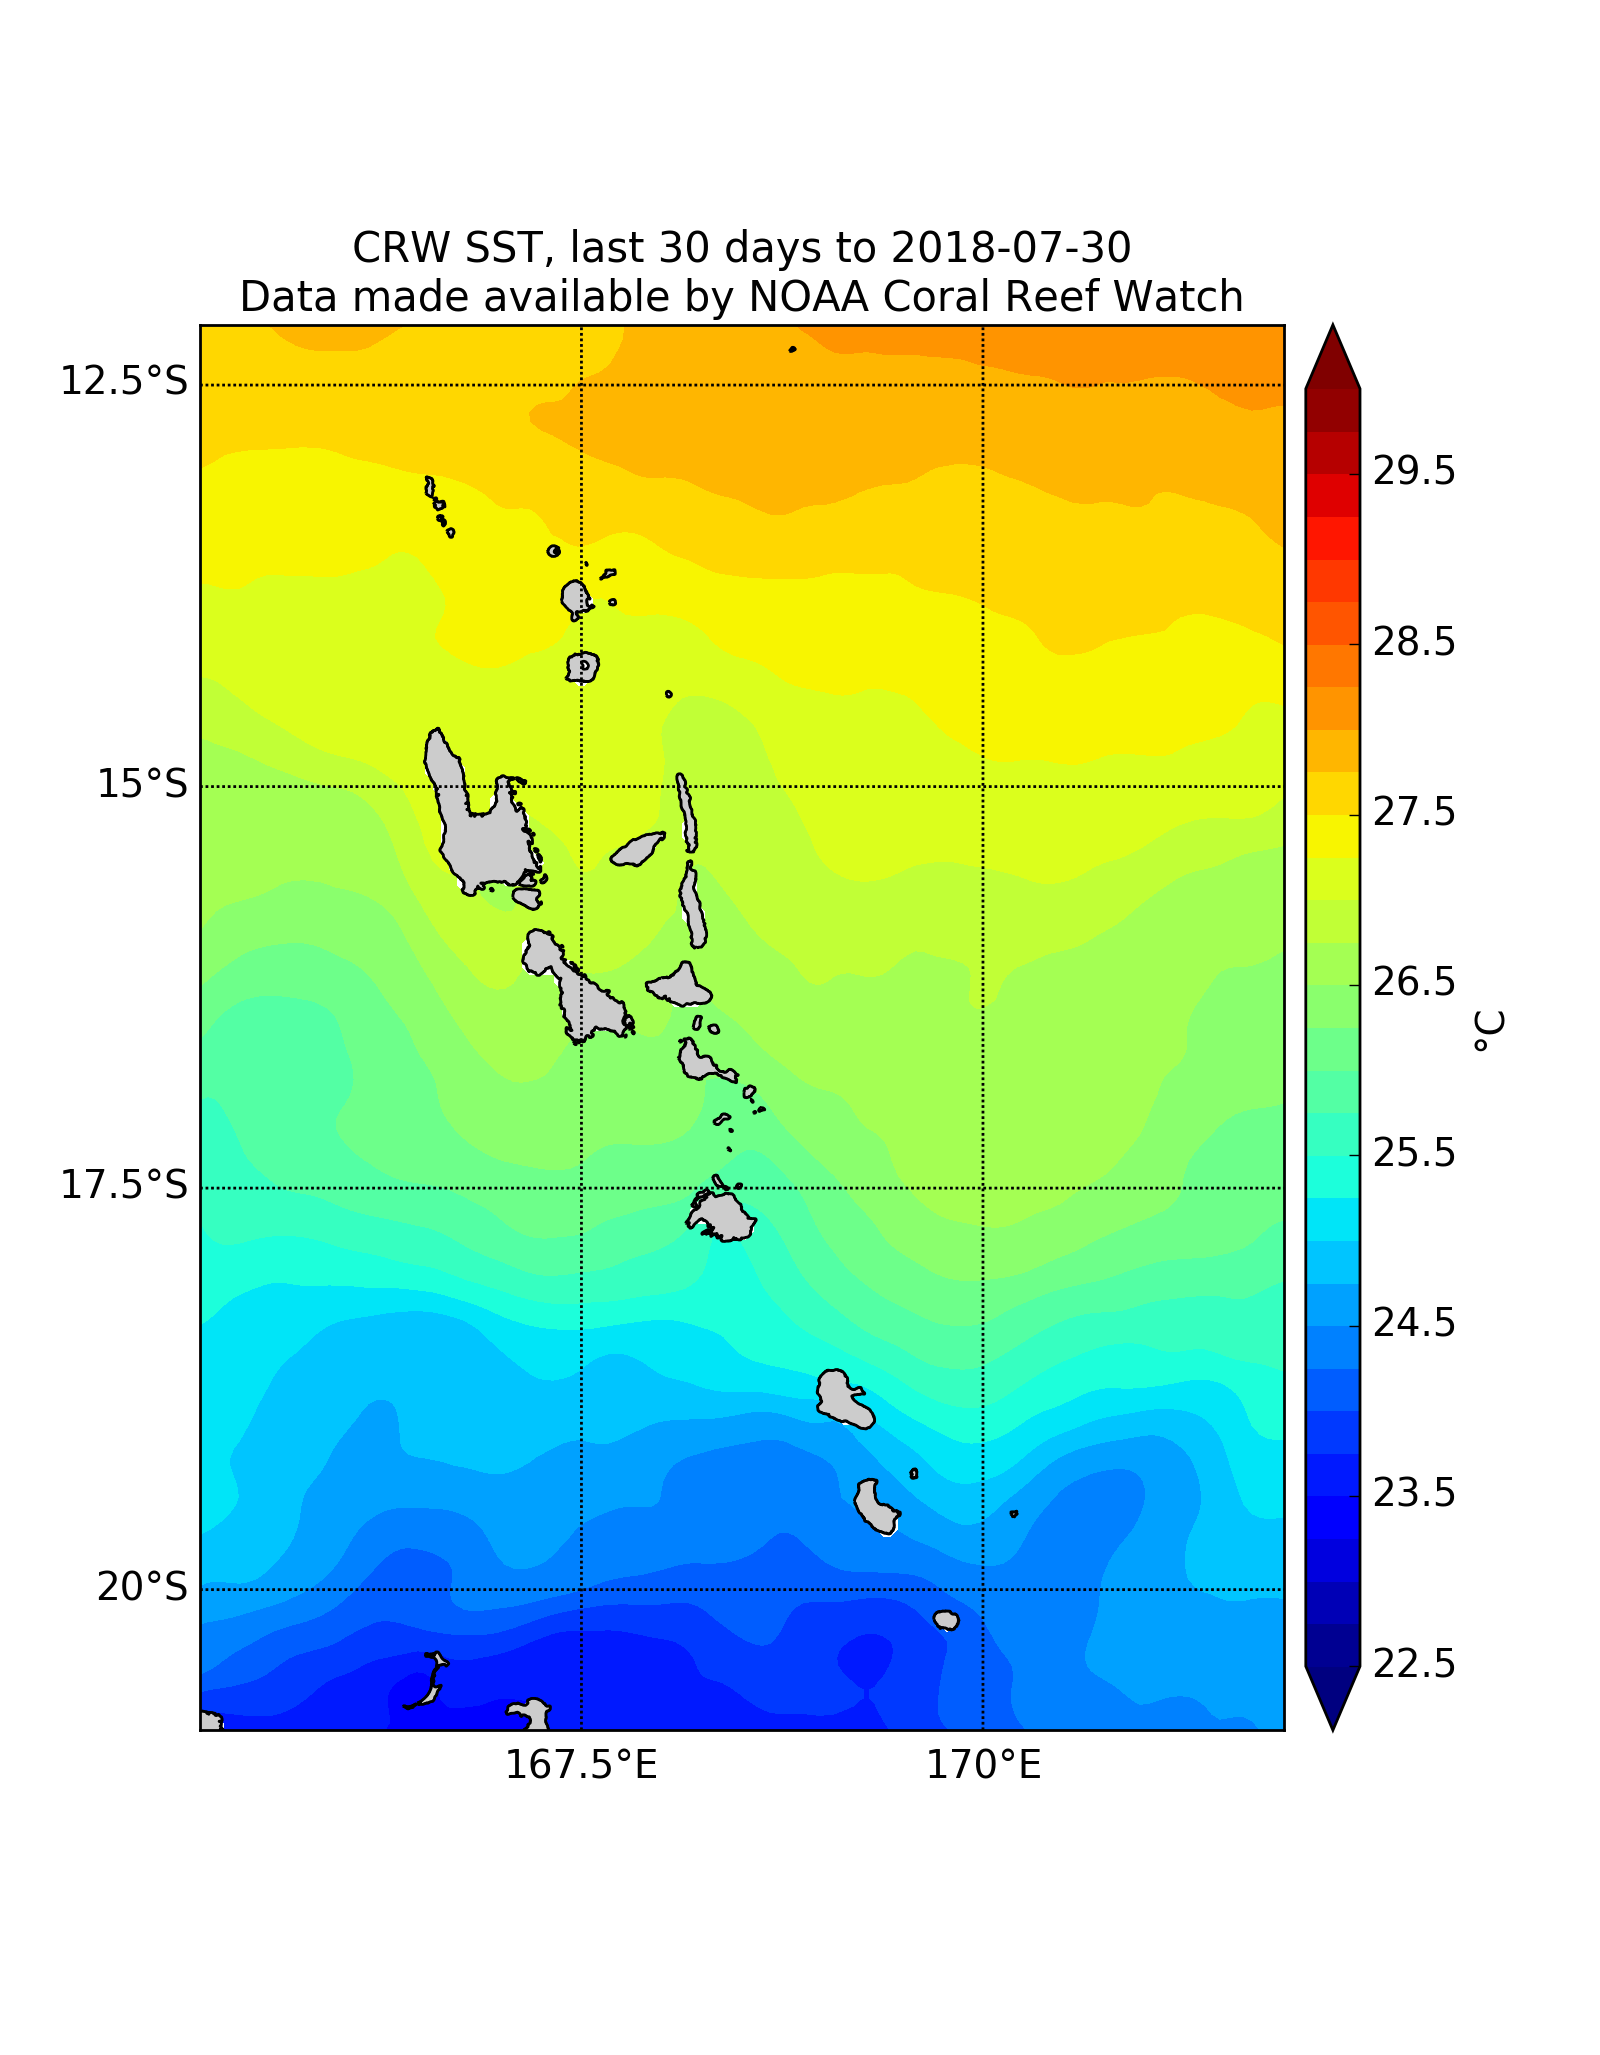 CRW SST, last 30 days to 2018-07-30
Data made available by NOAA Coral Reef Watch
12.5°S
15°S
17.5°S
20°S
167.5°E
170°E
29.5
28.5
27.5
26.5
25.5
24.5
23.5
22.5
°C